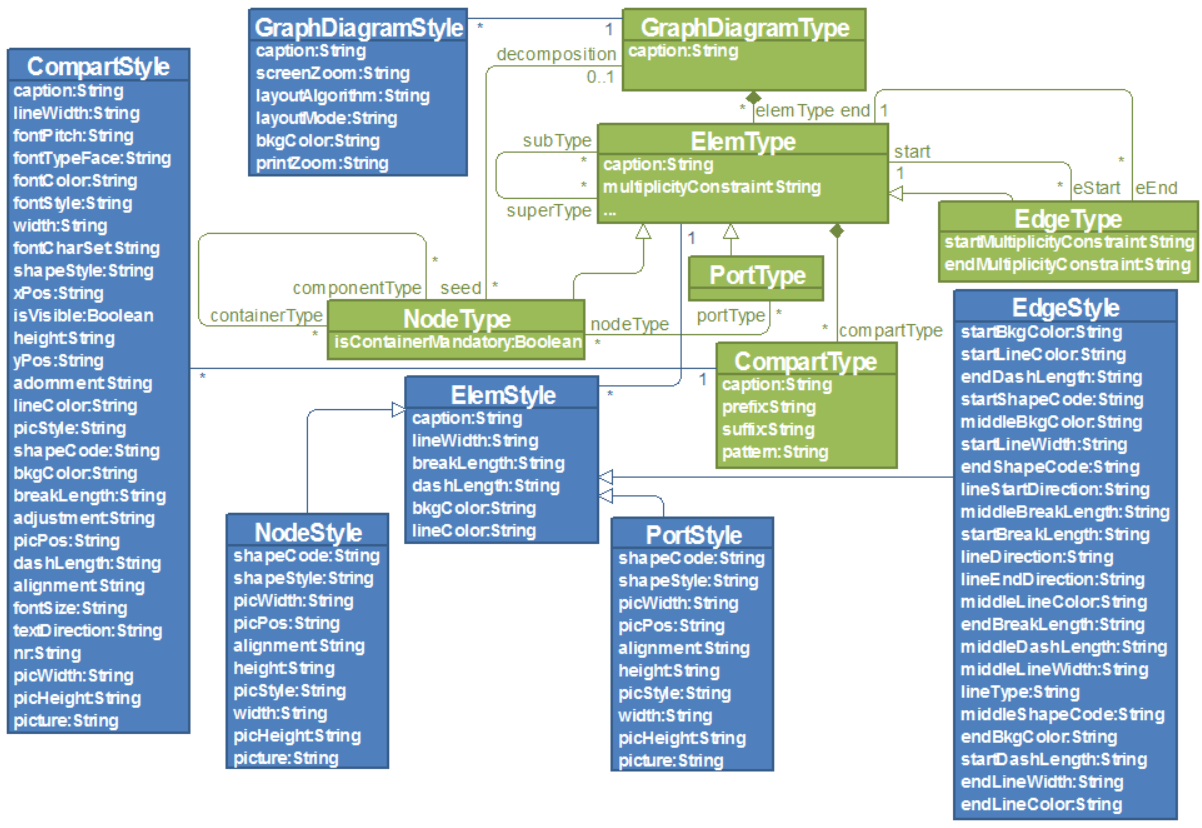 GraphDiagramStyle
caption:String
screenZoom:String
layoutAlgorithm:String
layoutMode:String
bkgColor:String
printZoom:String
*
1
GraphDiagramType
caption:String
decomposition
0..1
CompartStyle
caption:String
lineWidth:String
fontPitch:String
fontTypeFace:String
fontColor:String
fontStyle:String
width:String
fontCharSet:String
shapeStyle:String
xPos:String
isVisible:Boolean
height:String
yPos:String
adornment:String
lineColor:String
picStyle:String
shapeCode:String
bkgColor:String
breakLength:String
adjustment:String
picPos:String
dashLength:String
alignment:String
fontSize:String
textDirection:String
nr:String
picWidth:String
picHeight:String
picture:String
* elemType end 1
ElemType
caption:String
multiplicityConstraint:String
...
subType
*
*
superType
start
1
* eStart
*
eEnd
EdgeType
startMultiplicityConstraint:String
endMultiplicityConstraint:String
1
PortType
*
componentType
seed *
containerType
*
NodeType
isContainerMandatory:Boolean
nodeType
*
portType *
* compartType
CompartType
caption:String
prefix:String
suffix:String
pattern:String
*
1
ElemStyle
caption:String
lineWidth:String
breakLength:String
dashLength:String
bkgColor:String
lineColor:String
*
NodeStyle
shapeCode:String
shapeStyle:String
picWidth:String
picPos:String
alignment:String
height:String
picStyle:String
width:String
picHeight:String
picture:String
PortStyle
shapeCode:String
shapeStyle:String
picWidth:String
picPos:String
alignment:String
height:String
picStyle:String
width:String
picHeight:String
picture:String
EdgeStyle
startBkgColor:String
startLineColor:String
endDashLength:String
startShapeCode:String
middleBkgColor:String
startLineWidth:String
endShapeCode:String
lineStartDirection:String
middleBreakLength:String
startBreakLength:String
lineDirection:String
lineEndDirection:String
middleLineColor:String
endBreakLength:String
middleDashLength:String
middleLineWidth:String
lineType:String
middleShapeCode:String
endBkgColor:String
startDashLength:String
endLineWidth:String
endLineColor:String